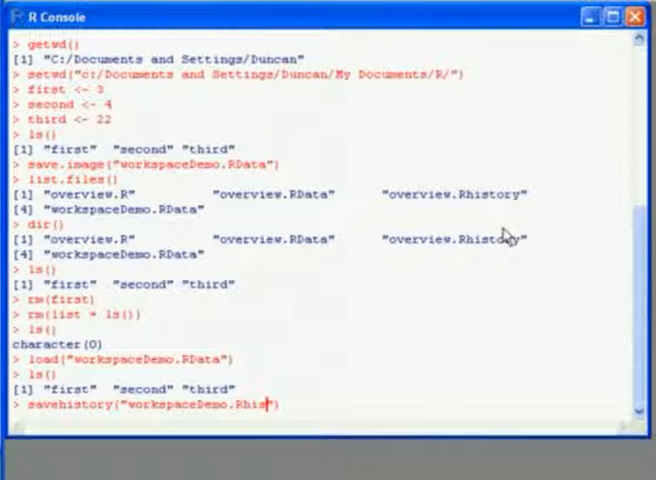 R Console
> getwd()
[1] "C:/Documents and Settings/Duncan"
> setwd("c:/Documents and Settings/Duncan/My Documents/R/")
> first <- 3
> second <- 4
> third <- 22
> ls()
[1] "first" "second" "third"
> save.image("workspaceDemo.RData")
> list.files()
[1] "overview.R" "overview.RData" "overview.Rhistory"
[4] "workspaceDemo.RData"
> dir()
[1] "overview.R" "overview.RData" "overview.Rhistory"
[4] "workspaceDemo.RData"
> ls()
[1] "first" "second" "third"
> rm(first)
> rm(list = ls())
> ls()
character(0)
> load("workspaceDemo.RData")
> ls()
[1] "first" "second" "third"
> savehistory("workspaceDemo.Rhis")